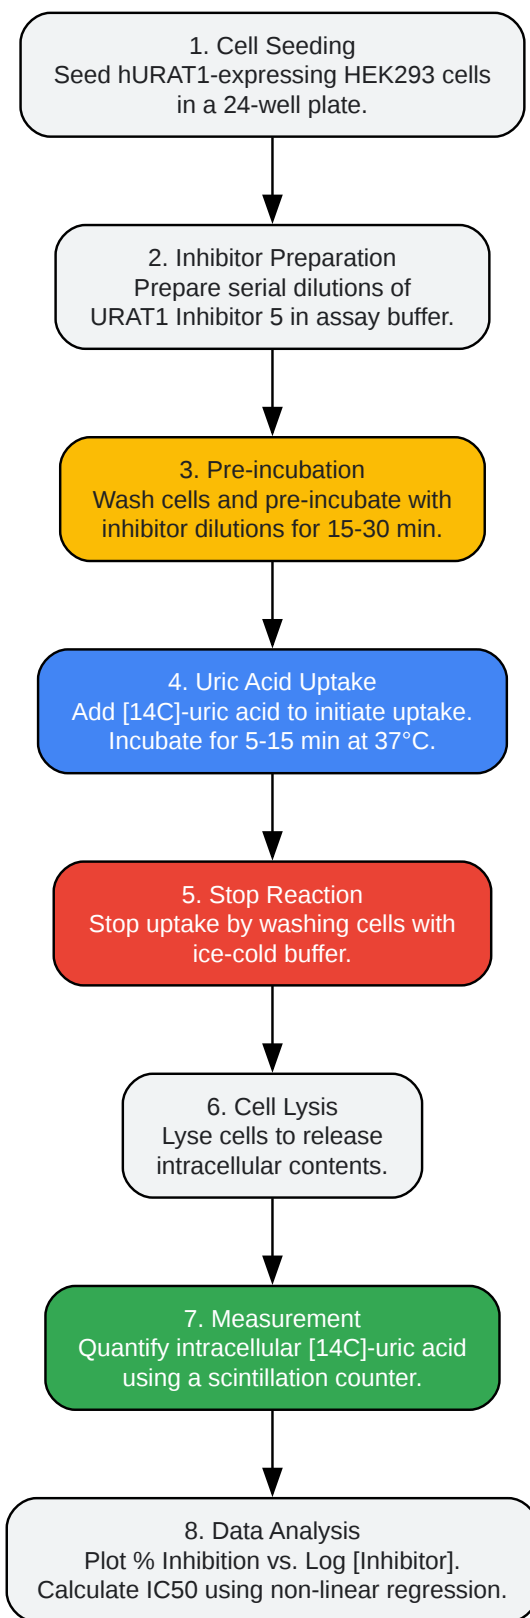 1. Cell Seeding
Seed hURAT1-expressing HEK293 cells
in a 24-well plate.
2. Inhibitor Preparation
Prepare serial dilutions of
URAT1 Inhibitor 5 in assay buffer.
3. Pre-incubation
Wash cells and pre-incubate with
inhibitor dilutions for 15-30 min.
4. Uric Acid Uptake
Add [14C]-uric acid to initiate uptake.
Incubate for 5-15 min at 37°C.
5. Stop Reaction
Stop uptake by washing cells with
ice-cold buffer.
6. Cell Lysis
Lyse cells to release
intracellular contents.
7. Measurement
Quantify intracellular [14C]-uric acid
using a scintillation counter.
8. Data Analysis
Plot % Inhibition vs. Log [Inhibitor].
Calculate IC50 using non-linear regression.